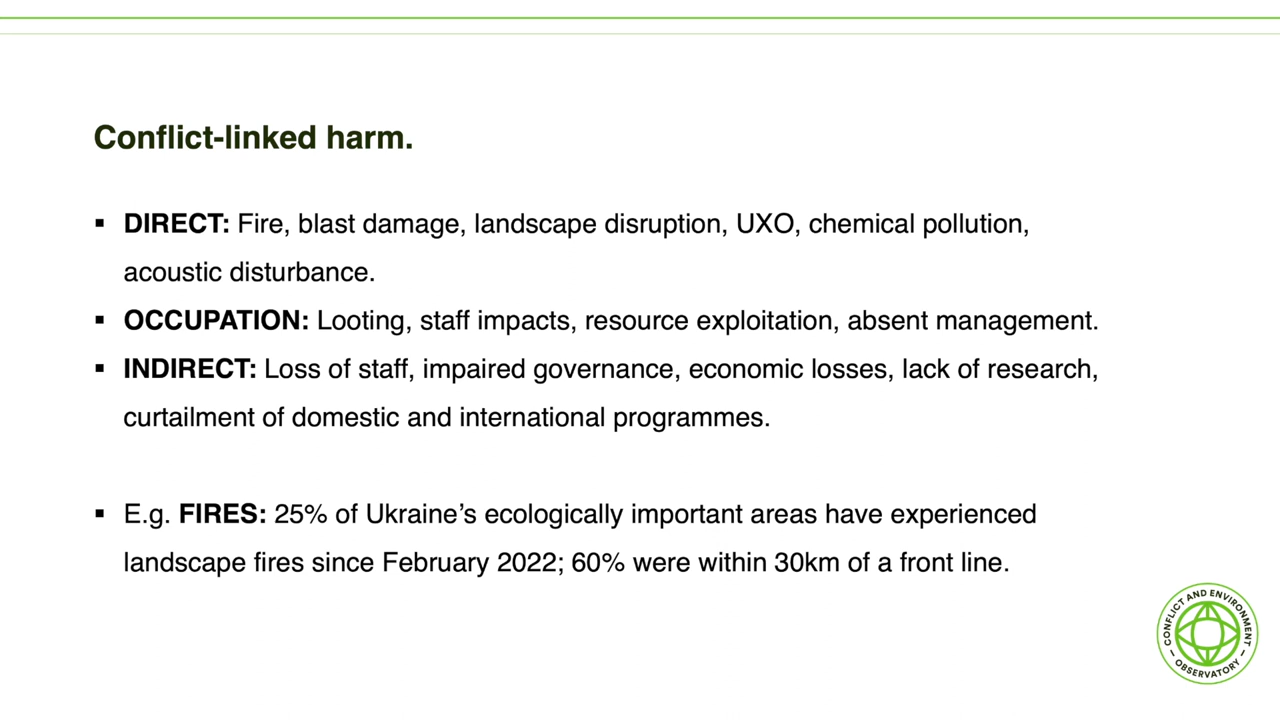 Conflict-linked harm.
▪ DIRECT: Fire, blast damage, landscape disruption, UXO, chemical pollution,
acoustic disturbance.
▪ OCCUPATION: Looting, staff impacts, resource exploitation, absent management.
▪ INDIRECT: Loss of staff, impaired governance, economic losses, lack of research,
curtailment of domestic and international programmes.
▪ E.g. FIRES: 25% of Ukraine’s ecologically important areas have experienced
landscape fires since February 2022; 60% were within 30km of a front line.
CONFLICT AND ENVIRONMENT
– OBSERVATORY –